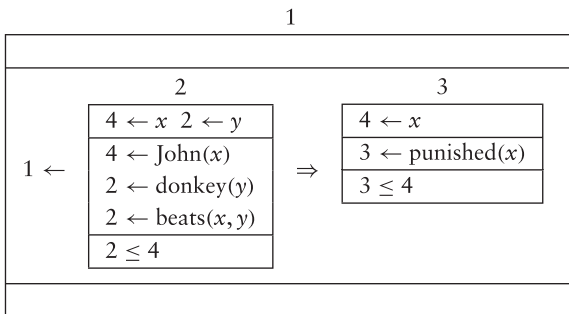 1
2 3
4 ← x 2 ← y 4 ← x
4 ← John(x) 3 ← punished(x)
1 ← 2 ← donkey(y) ⇒ 3 ≤ 4
2 ← beats(x, y)
2 ≤ 4